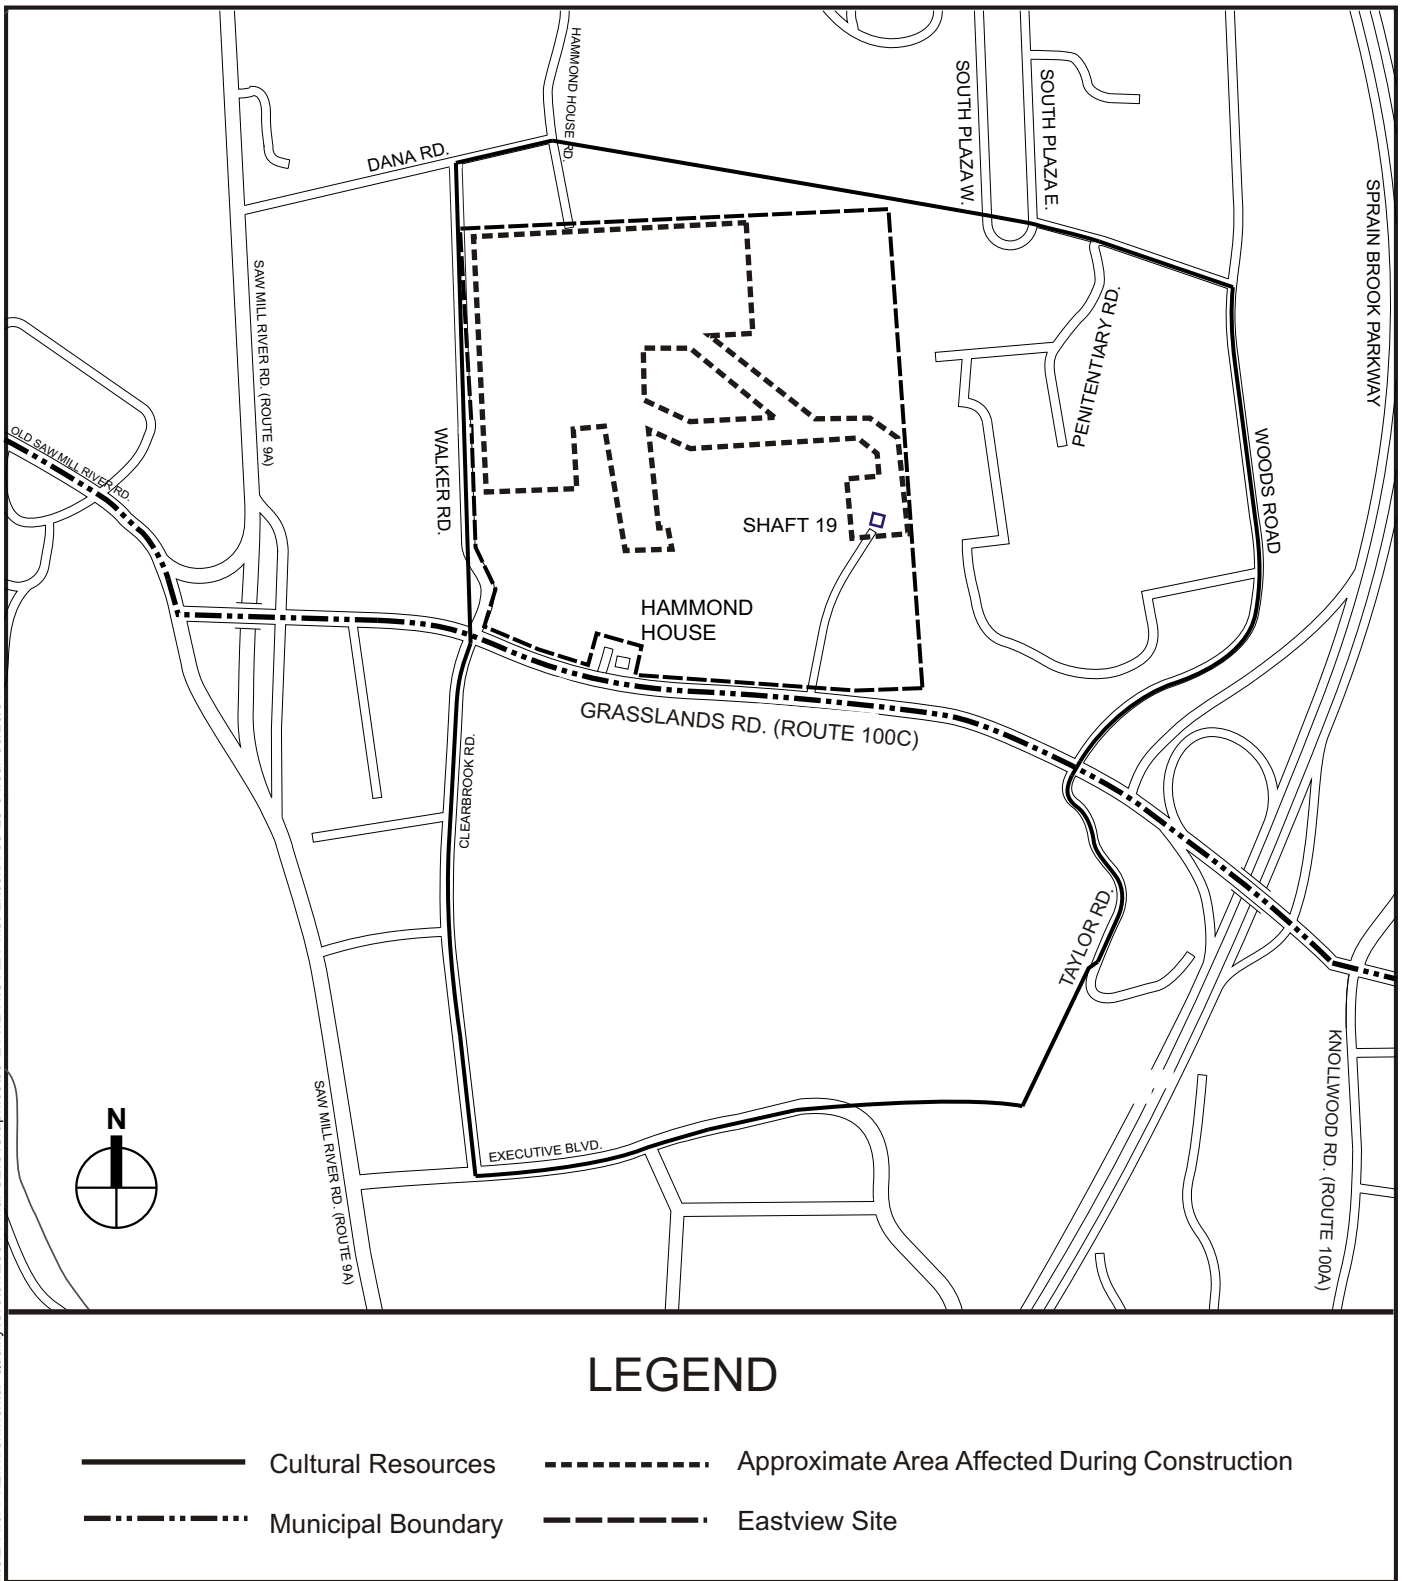 HAMMOND HOUSE RD.
SOUTH PLAZA W.
SOUTH PLAZA E.
DANA RD.
SPRAIN BROOK PARKWAY
SAW MILL RIVER RD. (ROUTE 9A)
PENITENTIARY RD.
OLD SAW MILL RIVER RD.
WALKER RD.
WOODS ROAD
SHAFT 19
HAMMOND
HOUSE
GRASSLANDS RD. (ROUTE 100C)
CLEARBROOK RD.
TAYLOR RD.
KNOLLWOOD RD. (ROUTE 100A)
SAW MILL RIVER RD. (ROUTE 9A)
N
EXECUTIVE BLVD.
LEGEND
Cultural Resources
Approximate Area Affected During Construction
Municipal Boundary
Eastview Site